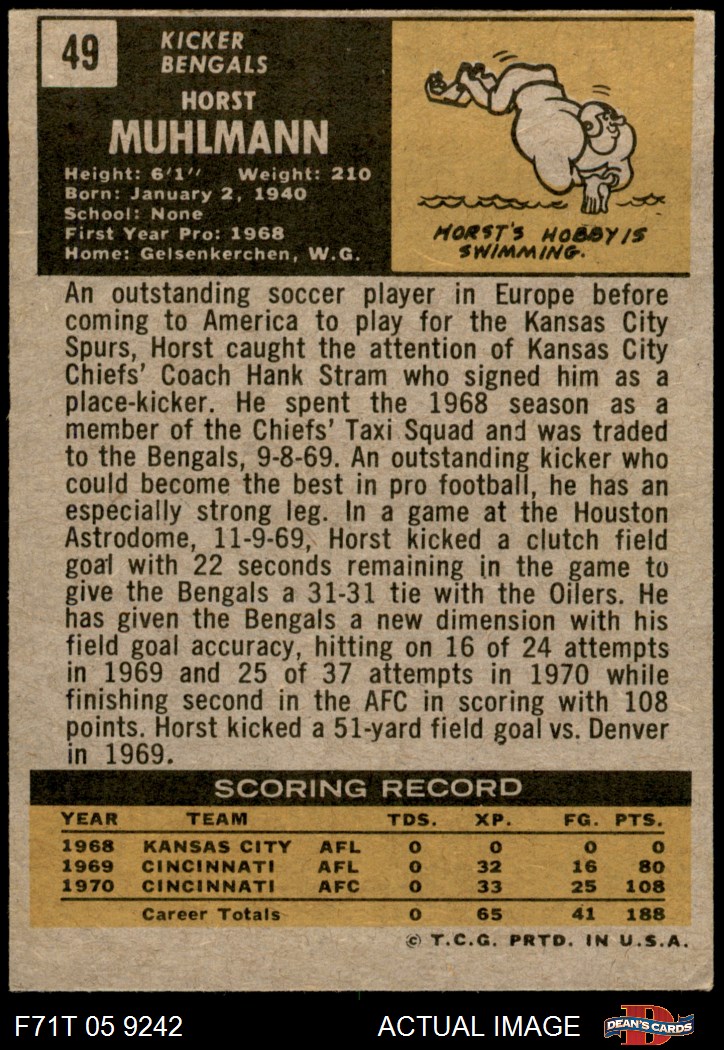 49
KICKER
BENGALS
HORST
MUHLMANN
Height: 6'1" Weight: 210
Born: January 2, 1940
School: None
First Year Pro: 1968
Home: Gelsenkerchen, W.G.
HORST'S HOBBY IS
SWIMMING.
An outstanding soccer player in Europe before
coming to America to play for the Kansas City
Spurs, Horst caught the attention of Kansas City
Chiefs' Coach Hank Stram who signed him as a
place-kicker. He spent the 1968 season as a
member of the Chiefs' Taxi Squad and was traded
to the Bengals, 9-8-69. An outstanding kicker who
could become the best in pro football, he has an
especially strong leg. In a game at the Houston
Astrodome, 11-9-69, Horst kicked a clutch field
goal with 22 seconds remaining in the game to
give the Bengals a 31-31 tie with the Oilers. He
has given the Bengals a new dimension with his
field goal accuracy, hitting on 16 of 24 attempts
in 1969 and 25 of 37 attempts in 1970 while
finishing second in the AFC in scoring with 108
points. Horst kicked a 51-yard field goal vs. Denver
in 1969.
SCORING RECORD
YEAR TEAM TDS. XP. FG. PTS.
1968 KANSAS CITY AFL 0 0 0 0
1969 CINCINNATI AFL 0 32 16 80
1970 CINCINNATI AFC 0 33 25 108
Career Totals 0 65 41 188
© T.C.G. PRTD. IN U.S.A.
F71T 05 9242 ACTUAL IMAGE D DEAN'S CARDS